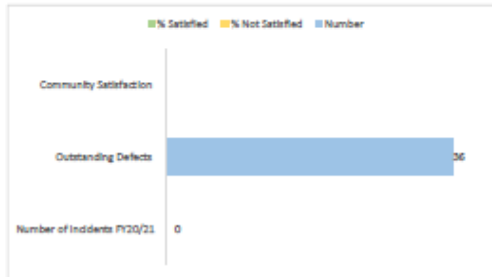 % Satisfied % Not Satisfied Number
Community Satisfaction
Outstanding Defects 36
Number of Incidents FY20/21 0